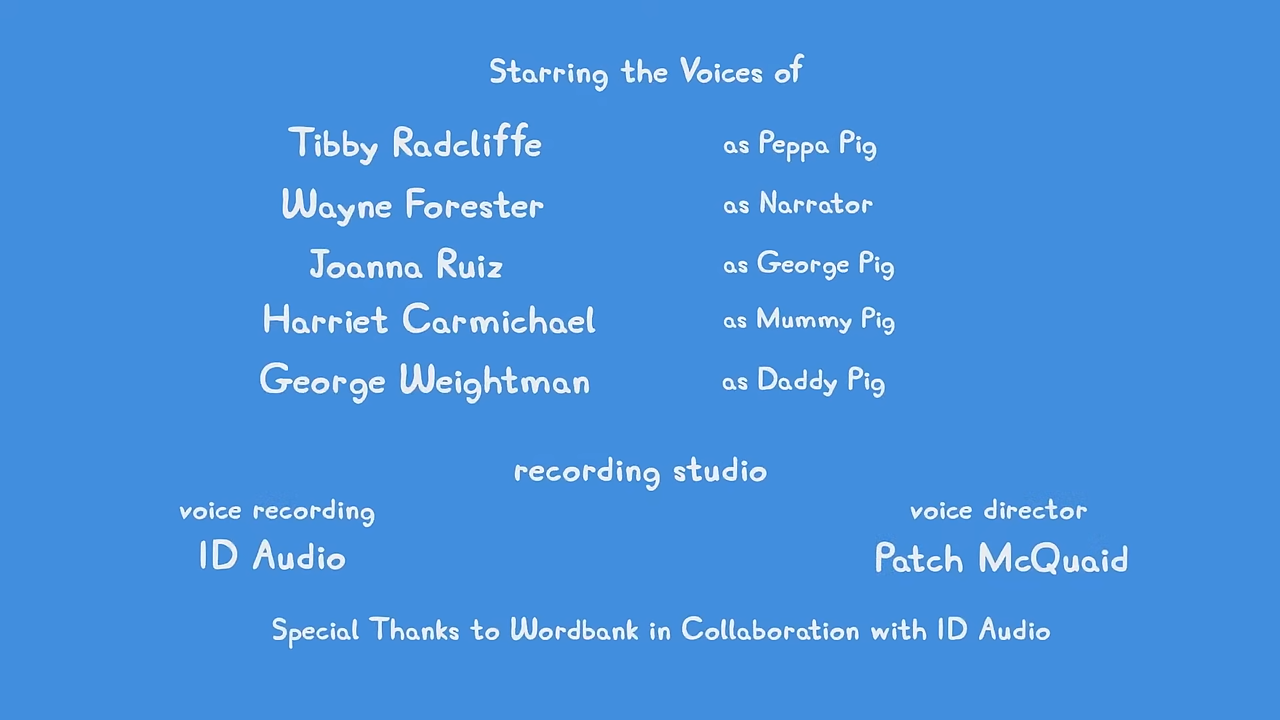 Starring the Voices of
Tibby Radcliffe as Peppa Pig
Wayne Forester as Narrator
Joanna Ruiz as George Pig
Harriet Carmichael as Mummy Pig
George Weightman as Daddy Pig
recording studio
voice recording voice director
ID Audio Patch McQuaid
Special Thanks to Wordbank in Collaboration with ID Audio